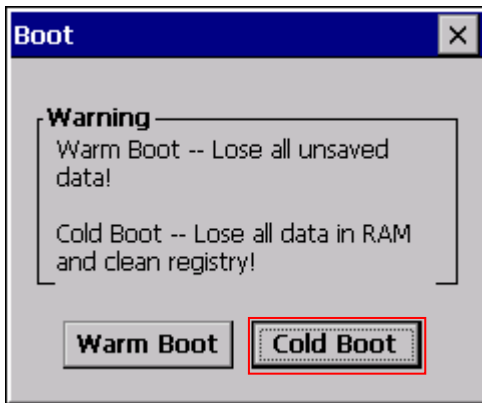 Boot
Warning
Warm Boot -- Lose all unsaved
data!
Cold Boot -- Lose all data in RAM
and clean registry!
Warm Boot
Cold Boot